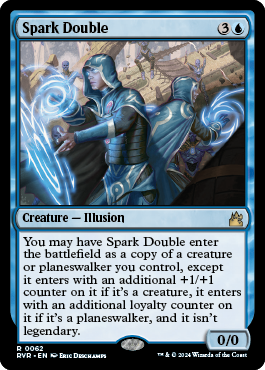 Spark Double 3
Creature — Illusion
You may have Spark Double enter
the battlefield as a copy of a creature
or planeswalker you control, except
it enters with an additional +1/+1
counter on it if it's a creature, it enters
with an additional loyalty counter on
it if it's a planeswalker, and it isn't
legendary.
0/0
R 0062
RVR • EN Eric Deschamps
™ & © 2024 Wizards of the Coast